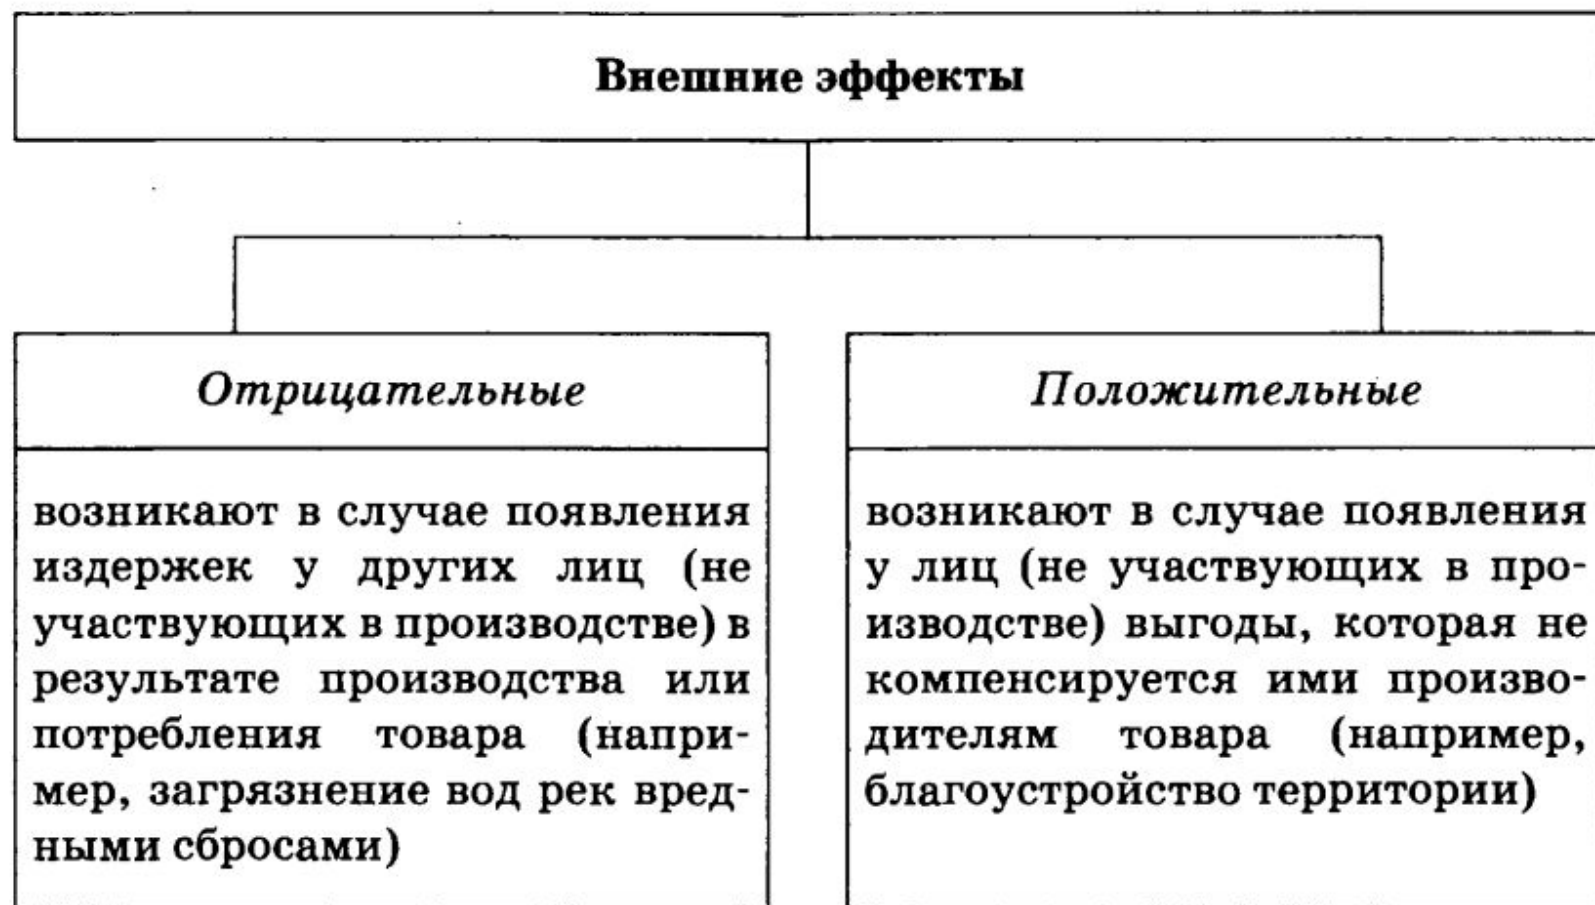 Внешние эффекты
Отрицательные
возникают в случае появления
издержек у других лиц (не
участвующих в производстве) в
результате производства или
потребления товара (напри-
мер, загрязнение вод рек вред-
ными сбросами)
Положительные
возникают в случае появления
у лиц (не участвующих в про-
изводстве) выгоды, которая не
компенсируется ими произво-
дителям товара (например,
благоустройство территории)